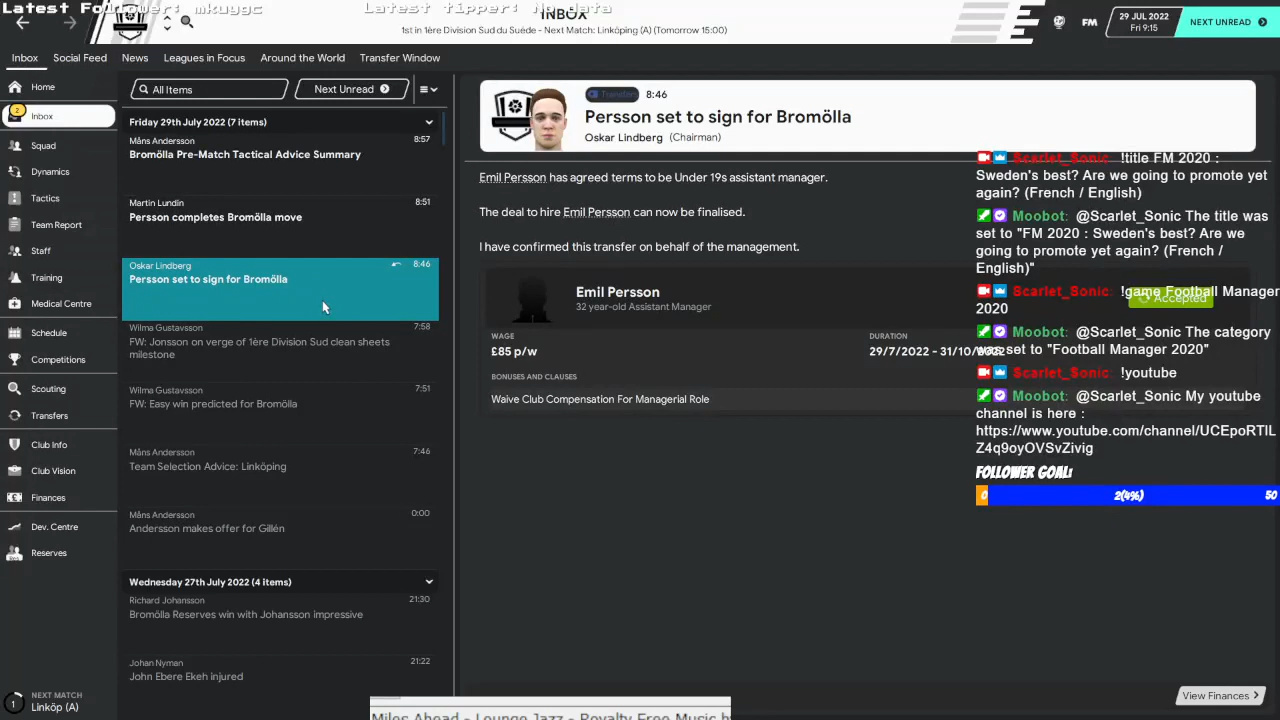 Latest Follower: mkuggc
Latest tipper: No data
INBOX
1st in 1ère Division Sud du Suède - Next Match: Linköping (A) (Tomorrow 15:00)
FM
29 JUL 2022
Fri 9:15
NEXT UNREAD
Inbox
Social Feed
News
Leagues in Focus
Around the World
Transfer Window
Home
2
Inbox
Squad
Dynamics
Tactics
Team Report
Staff
Training
Medical Centre
Schedule
Competitions
Scouting
Transfers
Club Info
Club Vision
Finances
Dev. Centre
Reserves
1
NEXT MATCH
Linköp (A)
All Items
Next Unread
Friday 29th July 2022 (7 items)
Måns Andersson 8:57
Bromölla Pre-Match Tactical Advice Summary
Martin Lundin 8:51
Persson completes Bromölla move
Oskar Lindberg 8:46
Persson set to sign for Bromölla
Wilma Gustavsson 7:58
FW: Jonsson on verge of 1ère Division Sud clean sheets
milestone
Wilma Gustavsson 7:51
FW: Easy win predicted for Bromölla
Måns Andersson 7:46
Team Selection Advice: Linköping
Måns Andersson 0:00
Andersson makes offer for Gillén
Wednesday 27th July 2022 (4 items)
Richard Johansson 21:30
Bromölla Reserves win with Johansson impressive
Johan Nyman 21:22
John Ebere Ekeh injured
Transfers 8:46
Persson set to sign for Bromölla
Oskar Lindberg (Chairman)
Emil Persson has agreed terms to be Under 19s assistant manager.
The deal to hire Emil Persson can now be finalised.
I have confirmed this transfer on behalf of the management.
Emil Persson
32 year-old Assistant Manager
Accepted
WAGE
£85 p/w
DURATION
29/7/2022 - 31/10/2022
BONUSES AND CLAUSES
Waive Club Compensation For Managerial Role
View Finances
Scarlet_Sonic: !title FM 2020 :
Sweden's best? Are we going to promote yet
again? (French / English)
Moobot: @Scarlet_Sonic The title was
set to "FM 2020 : Sweden's best? Are we
going to promote yet again? (French /
English)"
Scarlet_Sonic: !game Football Manager
2020
Moobot: @Scarlet_Sonic The category
was set to "Football Manager 2020"
Scarlet_Sonic: !youtube
Moobot: @Scarlet_Sonic My youtube
channel is here :
https://www.youtube.com/channel/UCEpoRTlL
Z4q9oyOVSvZivig
FOLLOWER GOAL:
0 2(4%) 50
Miles Ahead - Lounge Jazz - Royalty Free Music b